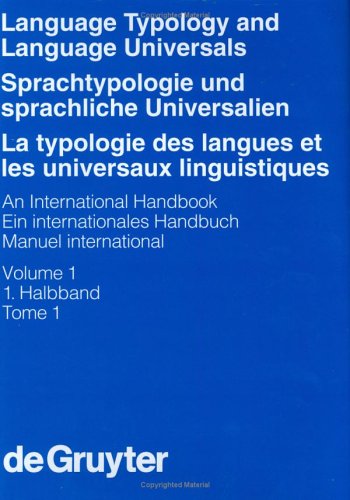 Language Typology and
Language Universals
Sprachtypologie und
sprachliche Universalien
La typologie des langues et
les universaux linguistiques
An International Handbook
Ein internationales Handbuch
Manuel international
Volume 1
1. Halbband
Tome 1
de Gruyter